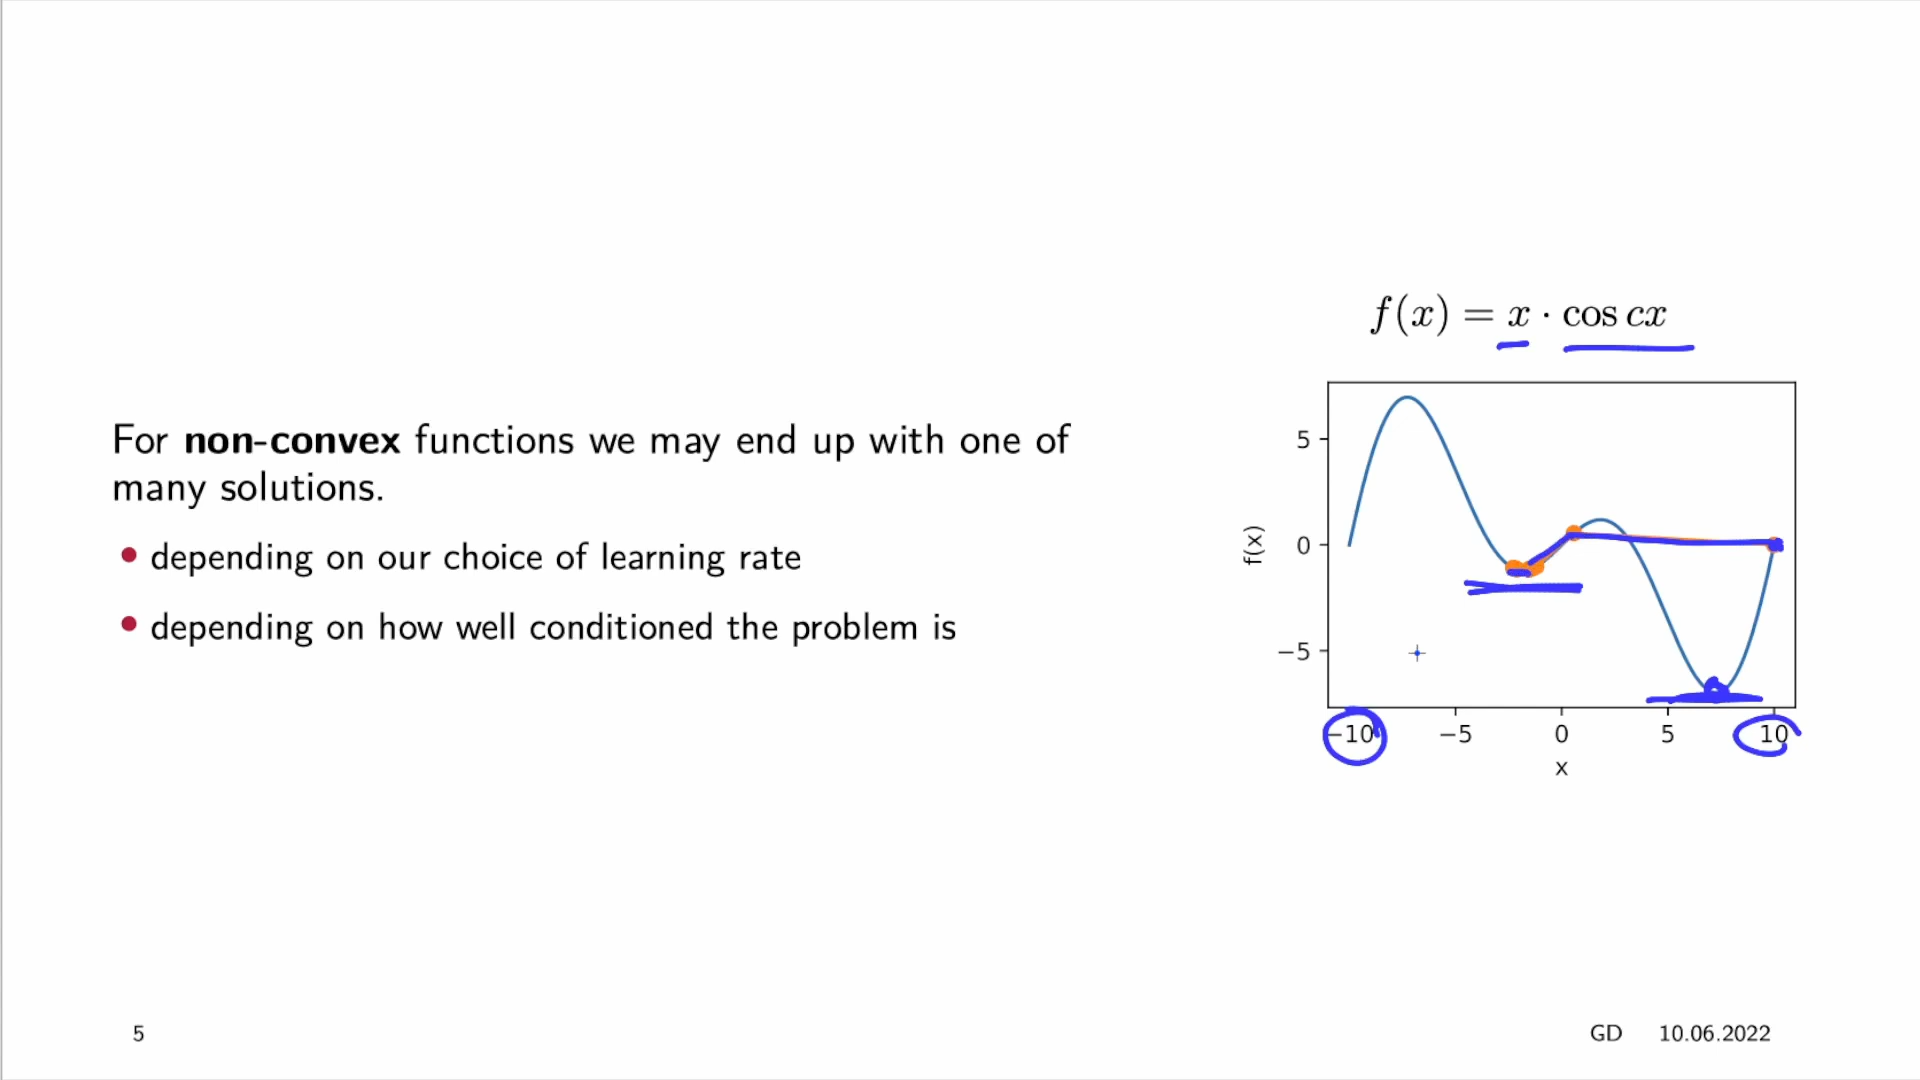 f(x) = x · cos cx
For non-convex functions we may end up with one of
many solutions.
• depending on our choice of learning rate
• depending on how well conditioned the problem is
5
0
−5
f(x)
−10 −5 0 5 10
x
5 GD 10.06.2022